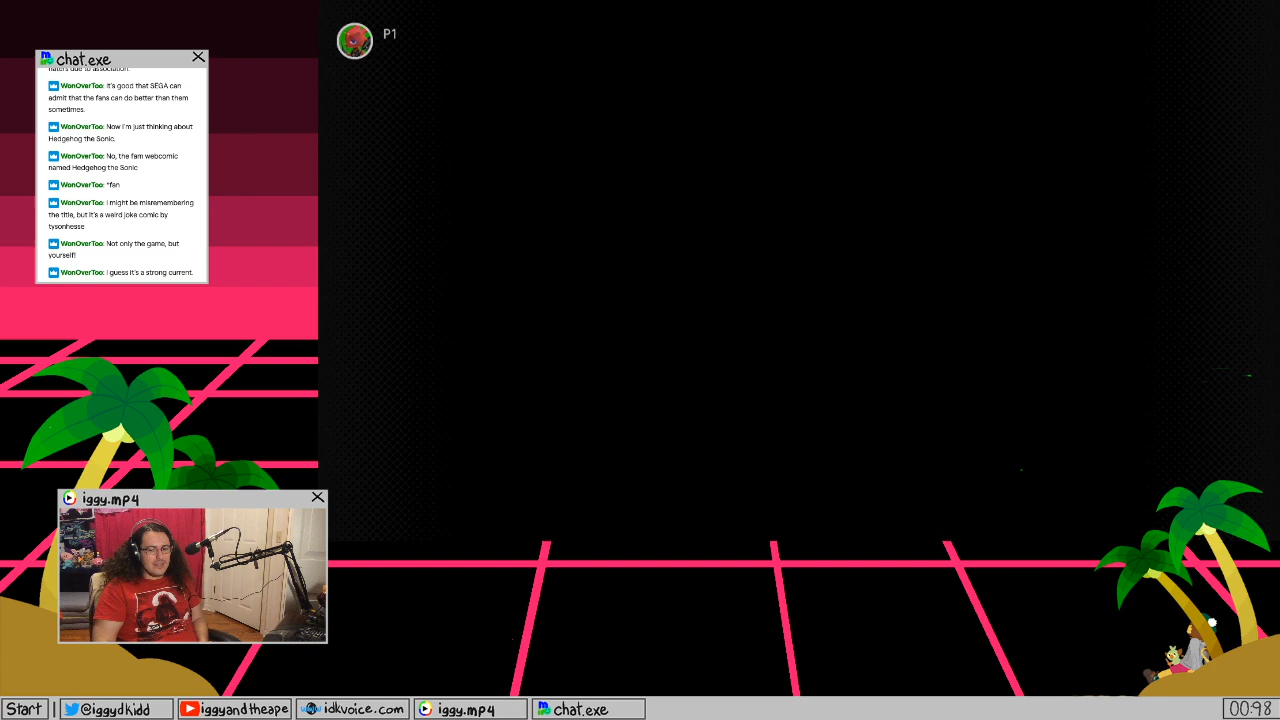 P1
chat.exe
haters due to association.
WonOverToo: It's good that SEGA can
admit that the fans can do better than them
sometimes.
WonOverToo: Now I'm just thinking about
Hedgehog the Sonic.
WonOverToo: No, the fam webcomic
named Hedgehog the Sonic
WonOverToo: *fan
WonOverToo: I might be misremembering
the title, but it's a weird joke comic by
tysonhesse
WonOverToo: Not only the game, but
yourself!
WonOverToo: I guess it's a strong current.
iggy.mp4
Start | @iggydkidd iggyandtheape idkvoice.com iggy.mp4 chat.exe 00:98